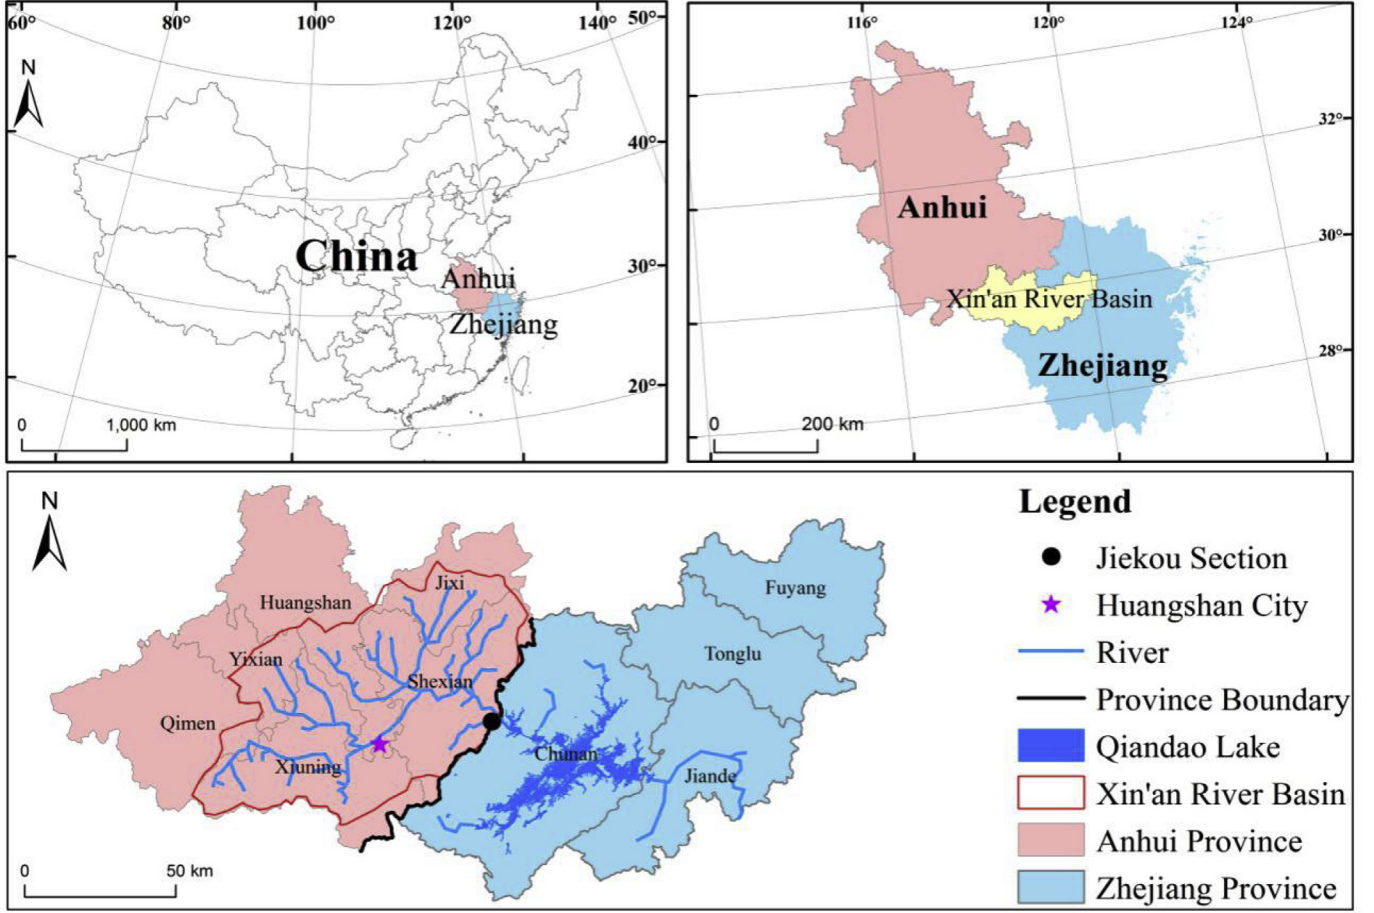 60°
80°
100°
120°
140°
50°
N
40°
China
Anhui
30°
Zhejiang
20°
0
1,000 km
116°
120°
124°
32°
Anhui
30°
Xin'an River Basin
28°
Zhejiang
0
200 km
N
Jixi
Huangshan
Yixian
Shexian
Qimen
Xiuning
Fuyang
Tonglu
Chunan
Jiande
0
50 km
Legend
Jiekou Section
Huangshan City
River
Province Boundary
Qiandao Lake
Xin'an River Basin
Anhui Province
Zhejiang Province